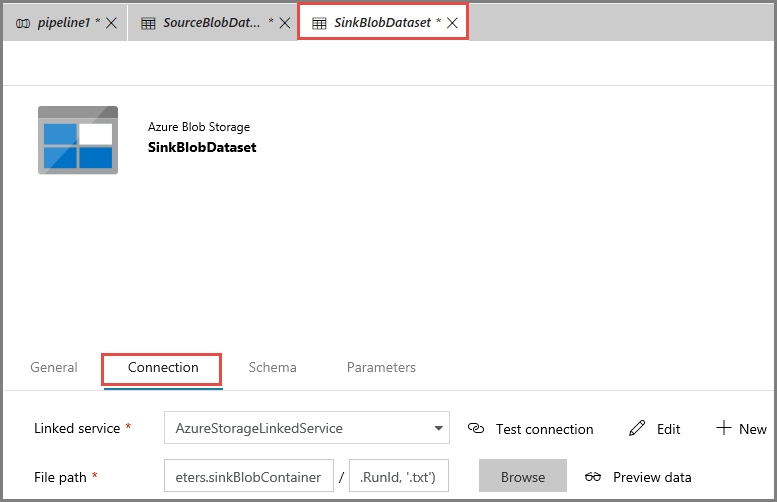 pipeline1 * SourceBlobDat... * SinkBlobDataset *
Azure Blob Storage
SinkBlobDataset
General Connection Schema Parameters
Linked service * AzureStorageLinkedService Test connection Edit New
File path * eters.sinkBlobContainer / .RunId, '.txt') Browse Preview data